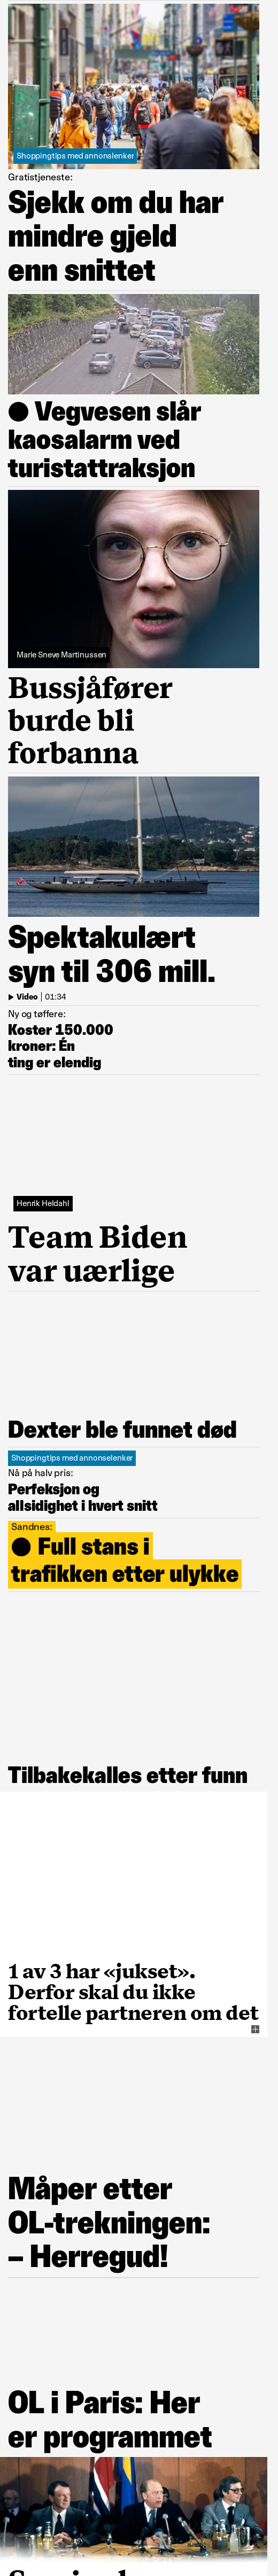 Shoppingtips med annonslenker
Gratistjeneste:
Sjekk om du har
mindre gjeld
enn snittet
● Vegvesen slår
kaosalarm ved
turistattraksjon
Marie Sneve Martinussen
Bussjåfører
burde bli
forbanna
Spektakulært
syn til 306 mill.
Video | 01:34
Ny og tøffere:
Koster 150.000
kroner: Én
ting er elendig
Henrik Heldahl
Team Biden
var uærlige
Dexter ble funnet død
Shoppingtips med annonselenker
Nå på halv pris:
Perfeksjon og
allsidighet i hvert snitt
Sandnes:
● Full stans i
trafikken etter ulykke
Tilbakekalles etter funn
1 av 3 har «jukset».
Derfor skal du ikke
fortelle partneren om det
Måper etter
OL-trekningen:
– Herregud!
OL i Paris: Her
er programmet